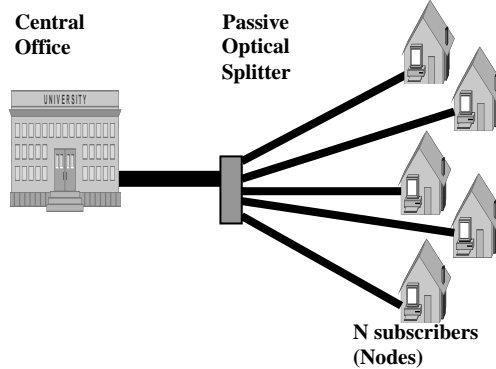 Central
Office
Passive
Optical
Splitter
UNIVERSITY
N subscribers
(Nodes)